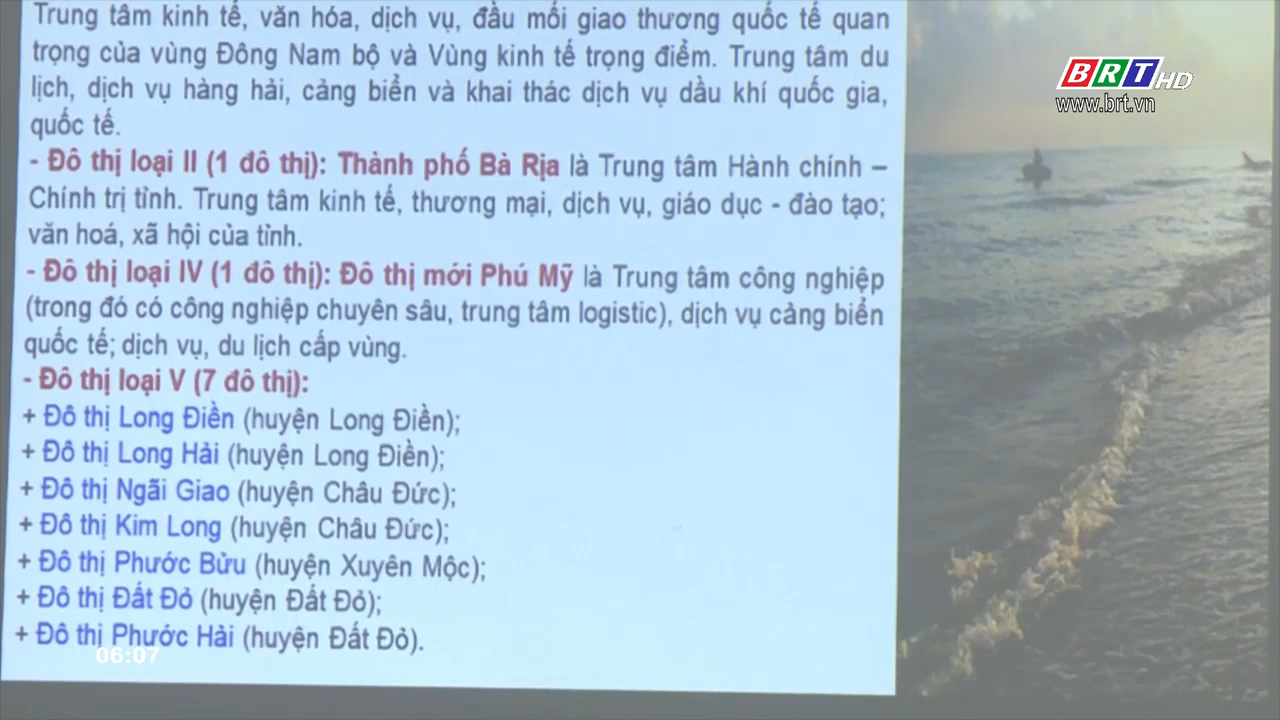 Trung tâm kinh tế, văn hóa, dịch vụ, đầu mối giao thương quốc tế quan
trọng của vùng Đông Nam bộ và Vùng kinh tế trọng điểm. Trung tâm du
lịch, dịch vụ hàng hải, cảng biển và khai thác dịch vụ dầu khí quốc gia,
quốc tế.
- Đô thị loại II (1 đô thị): Thành phố Bà Rịa là Trung tâm Hành chính –
Chính trị tỉnh. Trung tâm kinh tế, thương mại, dịch vụ, giáo dục - đào tạo;
văn hoá, xã hội của tỉnh.
- Đô thị loại IV (1 đô thị): Đô thị mới Phú Mỹ là Trung tâm công nghiệp
(trong đó có công nghiệp chuyên sâu, trung tâm logistic), dịch vụ cảng biển
quốc tế; dịch vụ, du lịch cấp vùng.
- Đô thị loại V (7 đô thị):
+ Đô thị Long Điền (huyện Long Điền);
+ Đô thị Long Hải (huyện Long Điền);
+ Đô thị Ngãi Giao (huyện Châu Đức);
+ Đô thị Kim Long (huyện Châu Đức);
+ Đô thị Phước Bửu (huyện Xuyên Mộc);
+ Đô thị Đất Đỏ (huyện Đất Đỏ);
+ Đô thị Phước Hải (huyện Đất Đỏ).
06:07
BRT HD
www.brt.vn